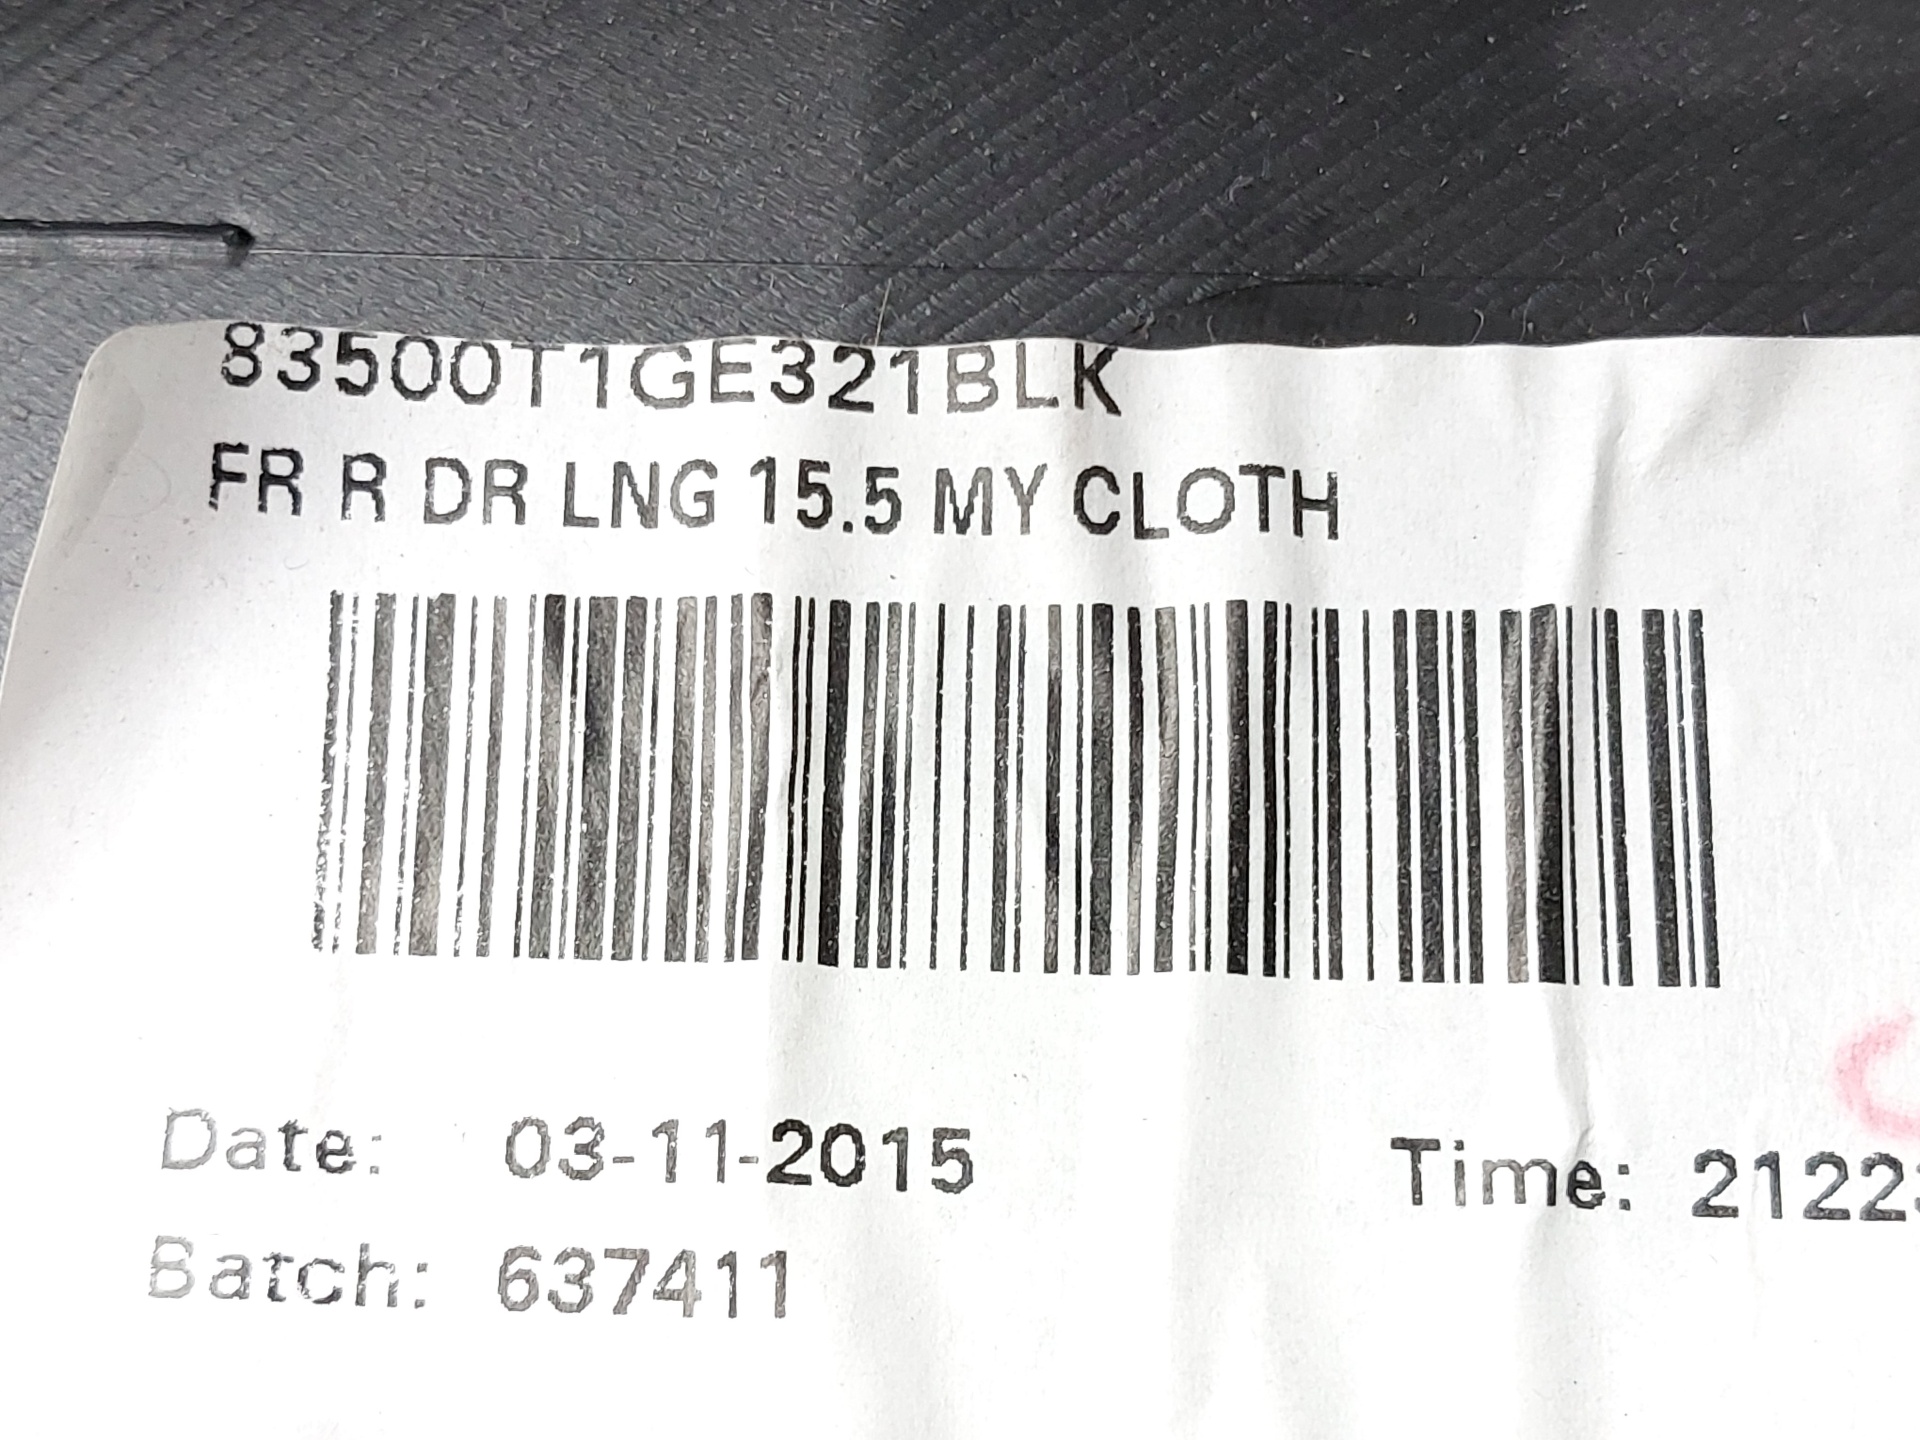 83500T1GE321BLK
FR R DR LNG 15.5 MY CLOTH
Date: 03-11-2015
Time:
Batch: 637411